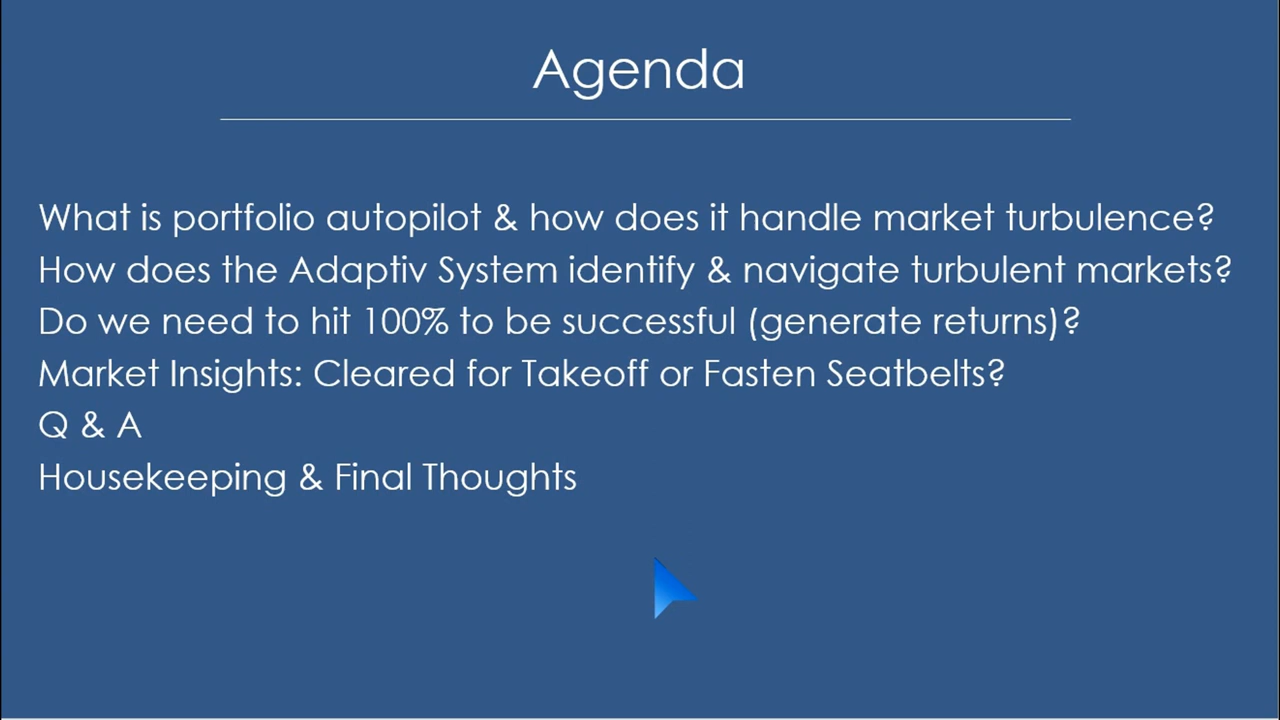 Agenda
What is portfolio autopilot & how does it handle market turbulence?
How does the Adaptiv System identify & navigate turbulent markets?
Do we need to hit 100% to be successful (generate returns)?
Market Insights: Cleared for Takeoff or Fasten Seatbelts?
Q & A
Housekeeping & Final Thoughts